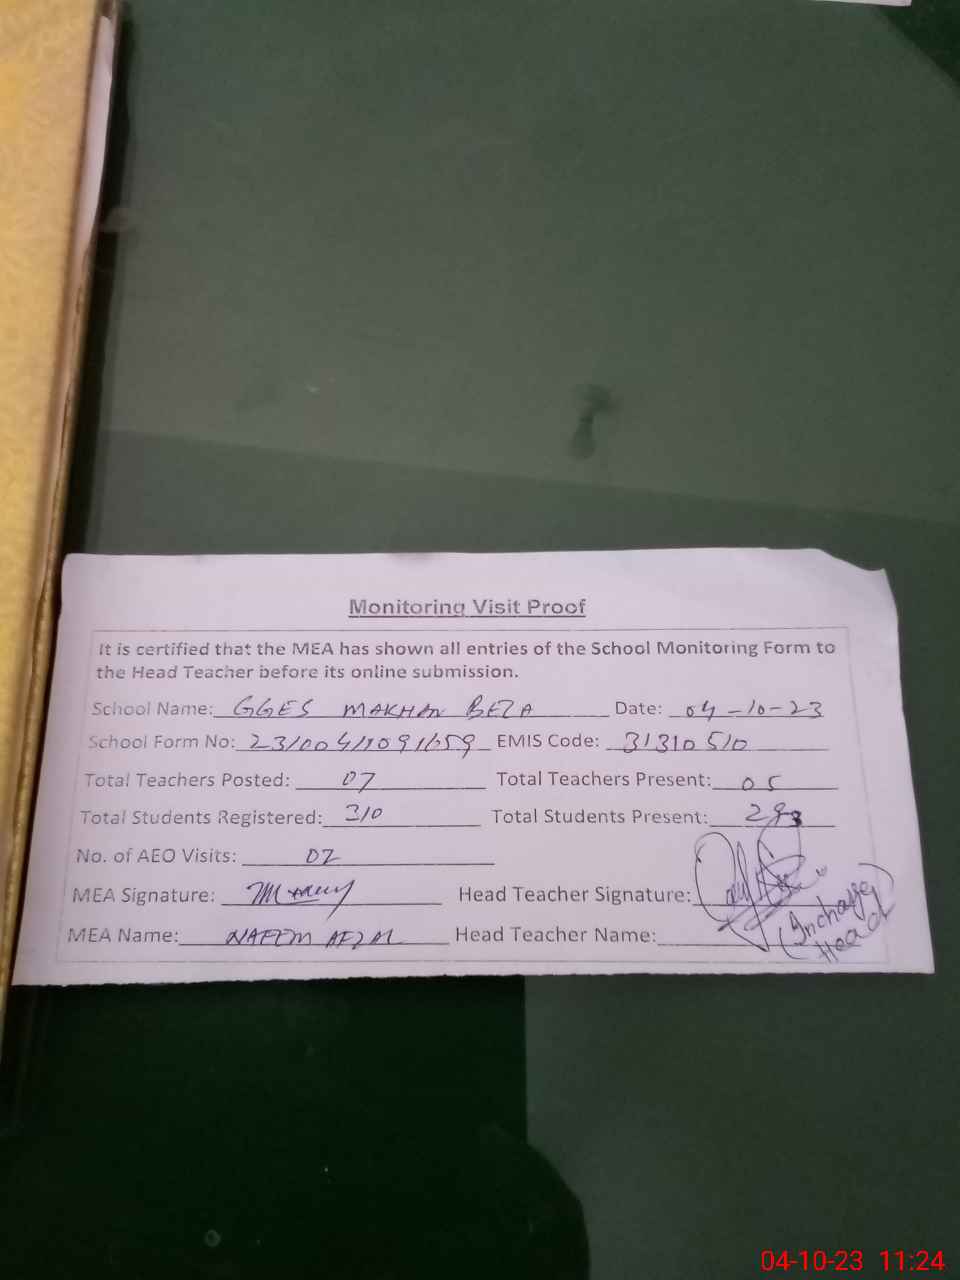 Monitoring Visit Proof
It is certified that the MEA has shown all entries of the School Monitoring Form to
the Head Teacher before its online submission.
School Name: GGES MAKHAN BELA Date: 04-10-23
School Form No: EMIS Code: 31310510
Total Teachers Posted: 07 Total Teachers Present: 05
Total Students Registered: 310 Total Students Present:
No. of AEO Visits: 02
MEA Signature: Head Teacher Signature:
MEA Name: NAEEM AFZAL Head Teacher Name:
(Incharge
Head)
04-10-23 11:24